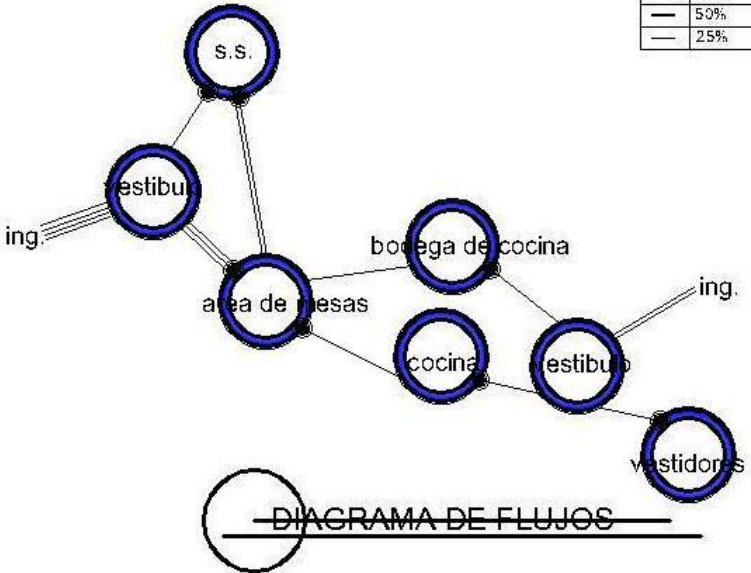 50%
25%
s.s.
vestibulo
ing.
bodega de cocina
area de mesas
ing.
cocina
vestibulo
vestidores
DIAGRAMA DE FLUJOS